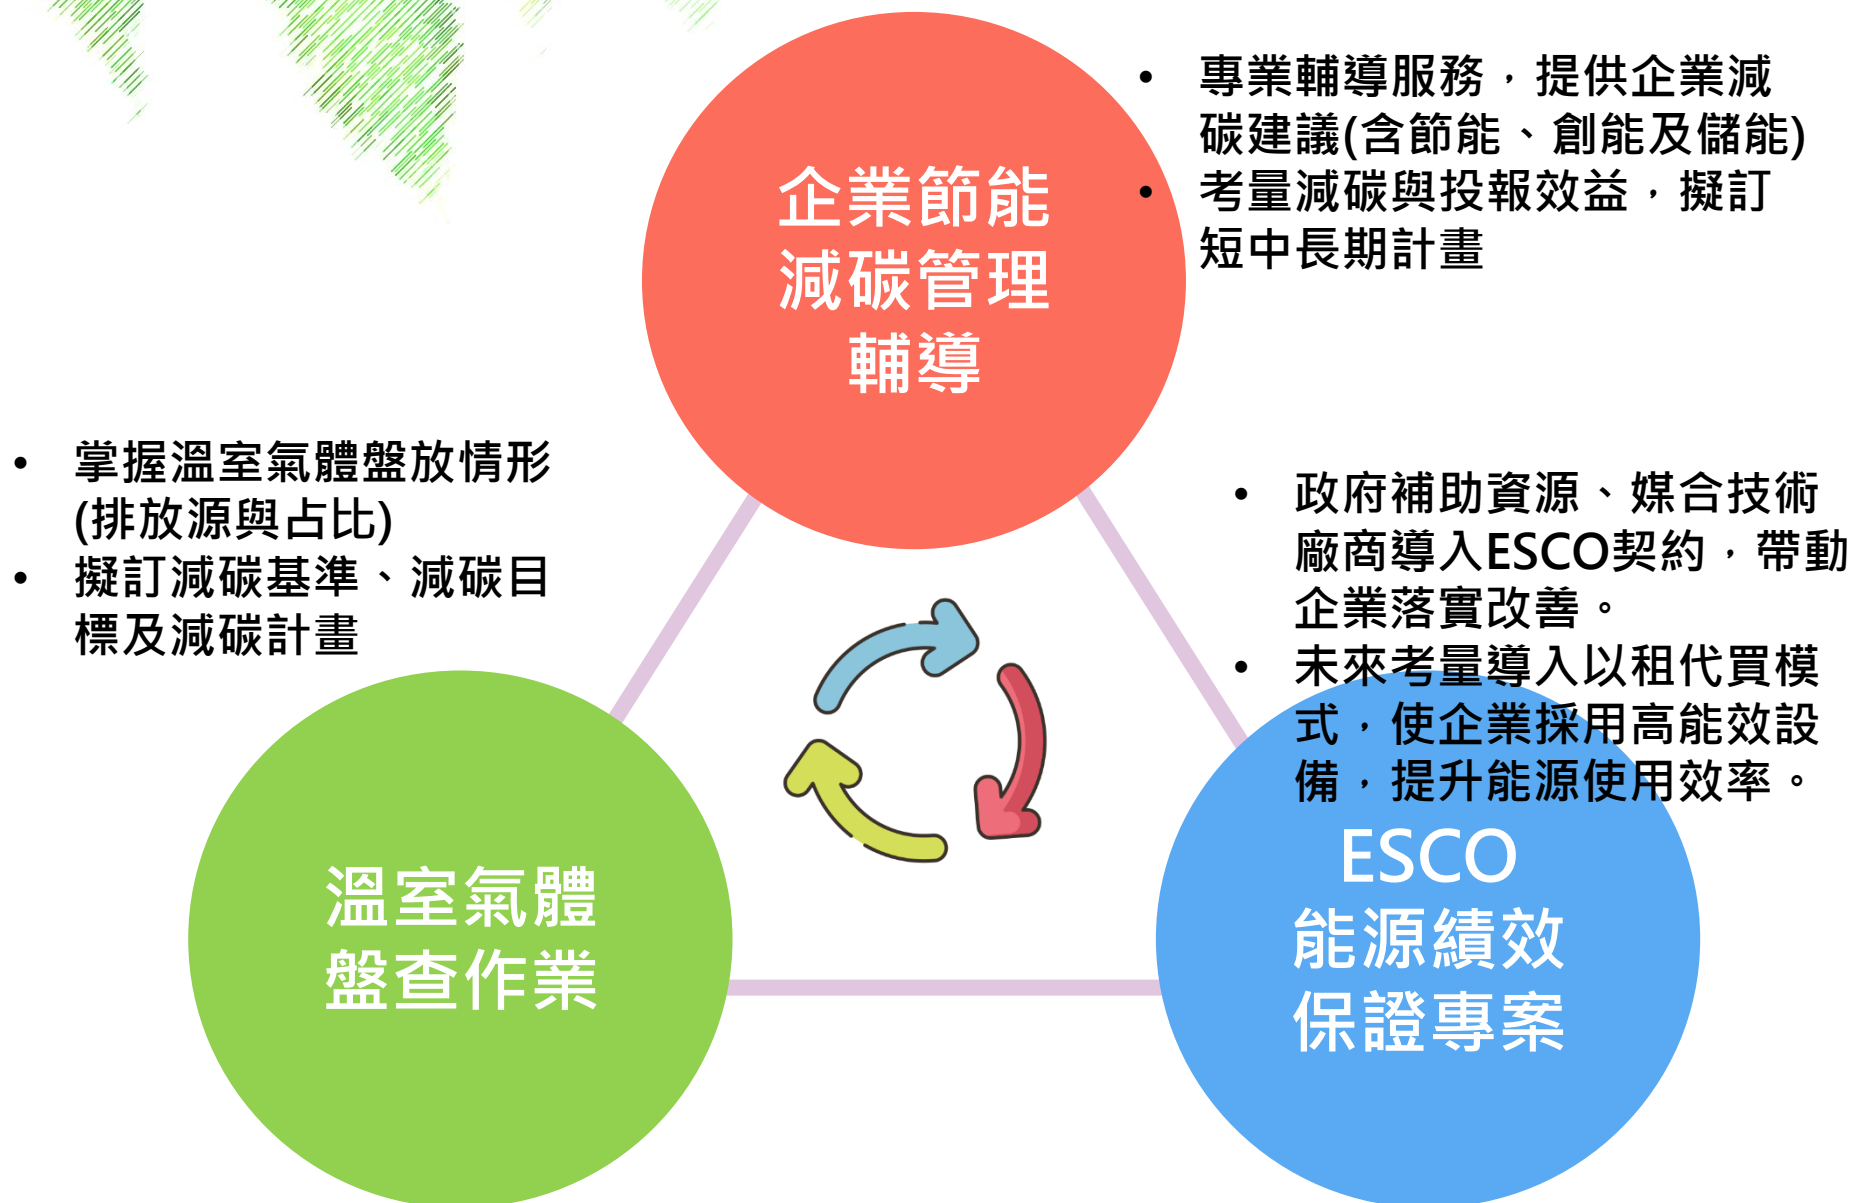 企業節能
減碳管理
輔導
• 專業輔導服務，提供企業減
碳建議(含節能、創能及儲能)
• 考量減碳與投報效益，擬訂
短中長期計畫
• 掌握溫室氣體盤放情形
(排放源與占比)
• 擬訂減碳基準、減碳目
標及減碳計畫
• 政府補助資源、媒合技術
廠商導入ESCO契約，帶動
企業落實改善。
• 未來考量導入以租代買模
式，使企業採用高能效設
備，提升能源使用效率。
溫室氣體
盤查作業
ESCO
能源績效
保證專案